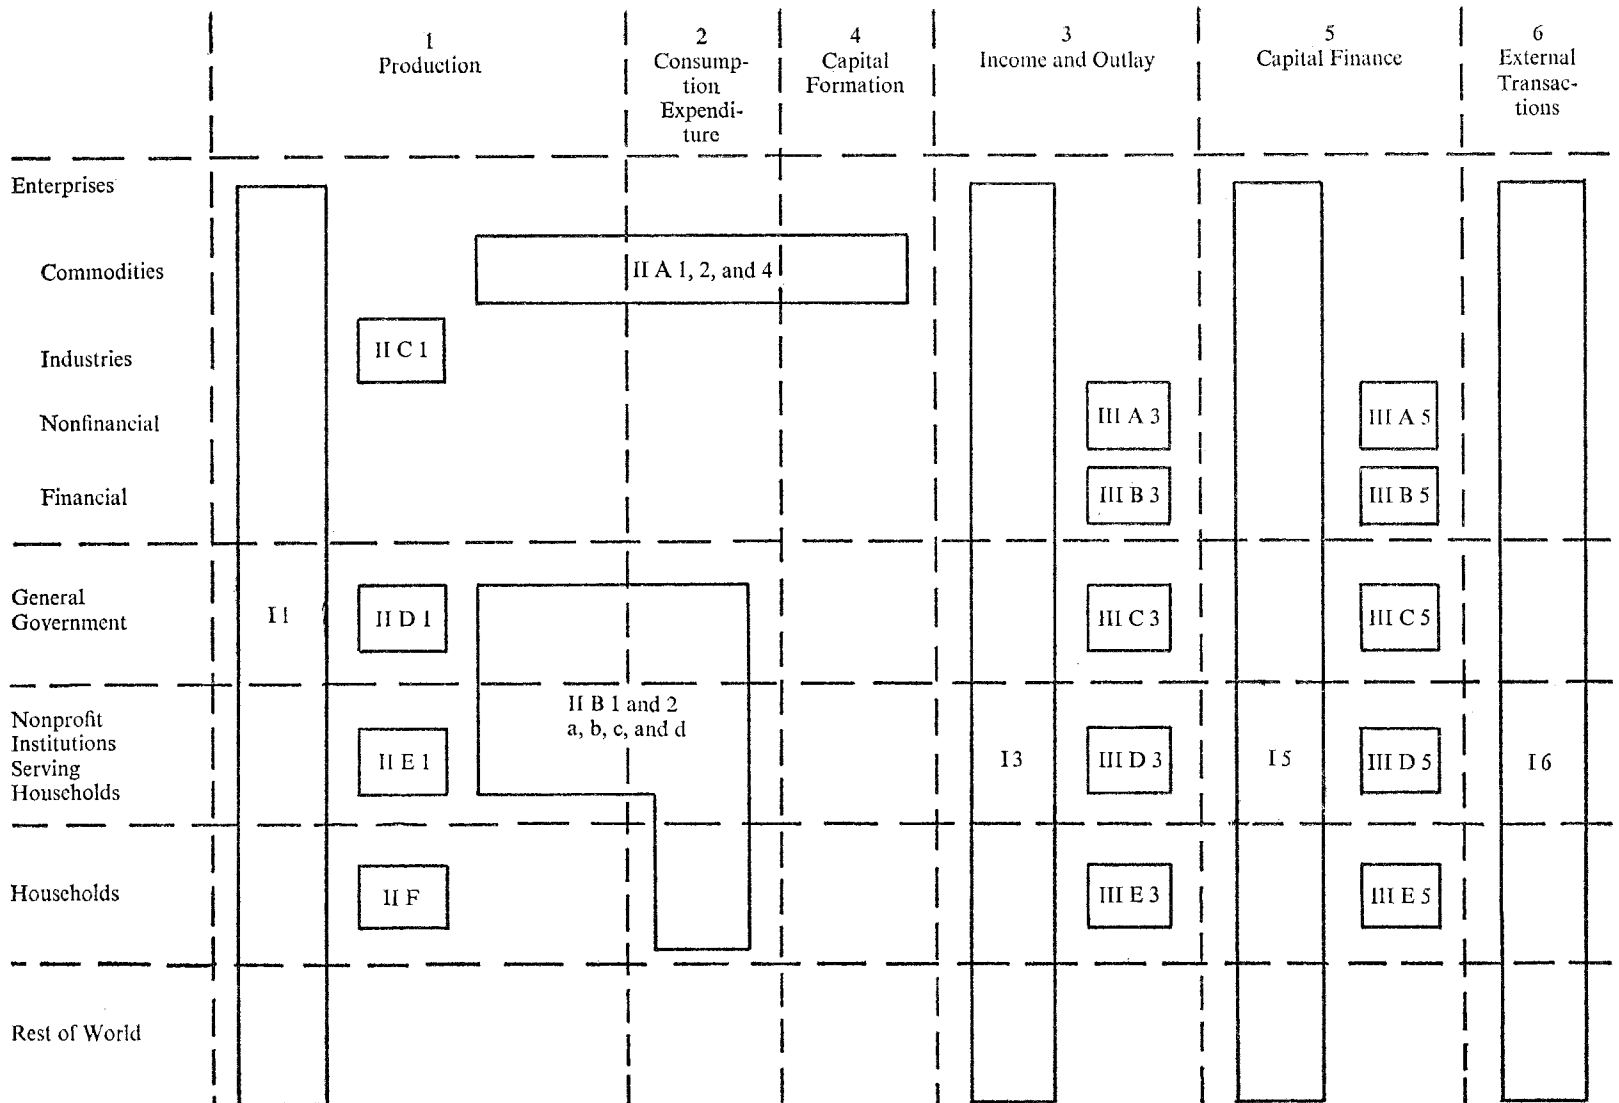 1
Production
2
Consump-
tion
Expendi-
ture
4
Capital
Formation
3
Income and Outlay
5
Capital Finance
6
External
Transac-
tions
Enterprises
Commodities
II A 1, 2, and 4
Industries
II C 1
Nonfinancial
III A 3
III A 5
Financial
III B 3
III B 5
General
Government
I 1
II D 1
III C 3
III C 5
Nonprofit
Institutions
Serving
Households
II E 1
II B 1 and 2
a, b, c, and d
I 3
III D 3
I 5
III D 5
I 6
Households
II F
III E 3
III E 5
Rest of World